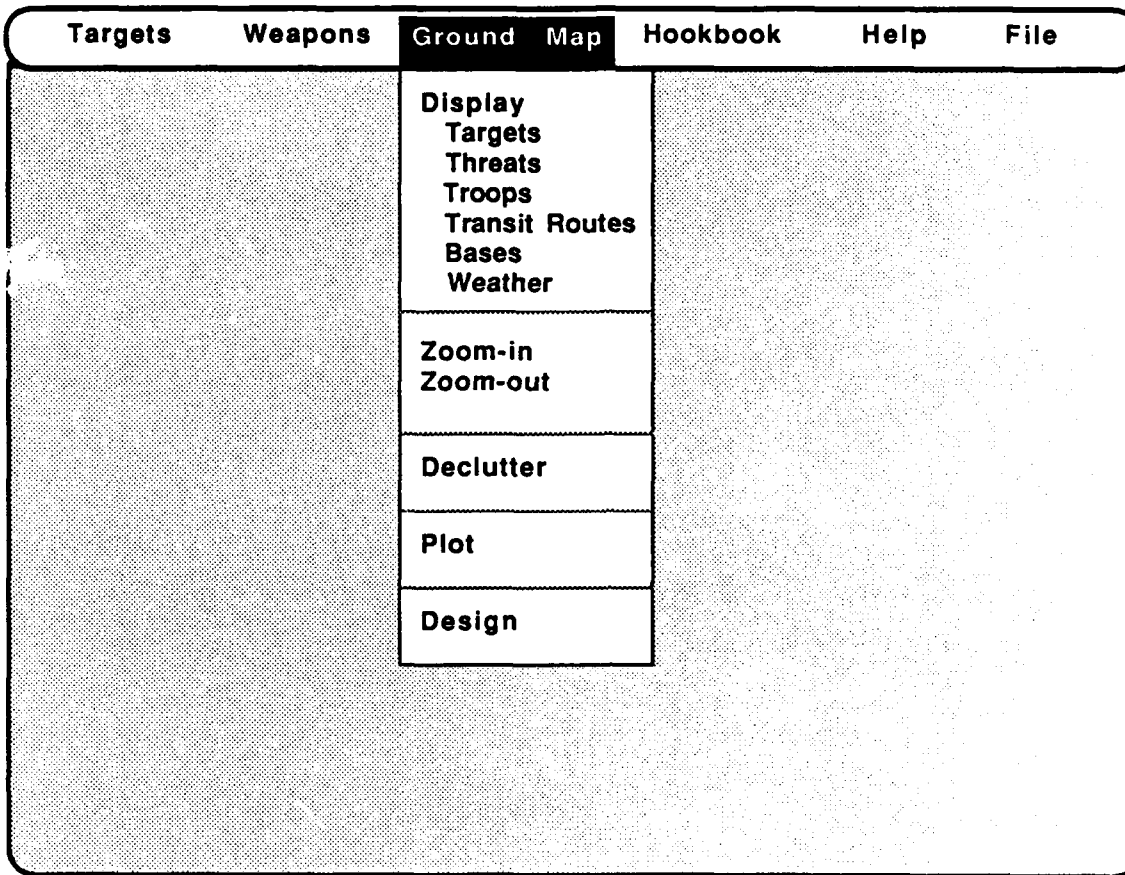 Targets Weapons Ground Map Hookbook Help File
Display
Targets
Threats
Troops
Transit Routes
Bases
Weather
Zoom-in
Zoom-out
Declutter
Plot
Design